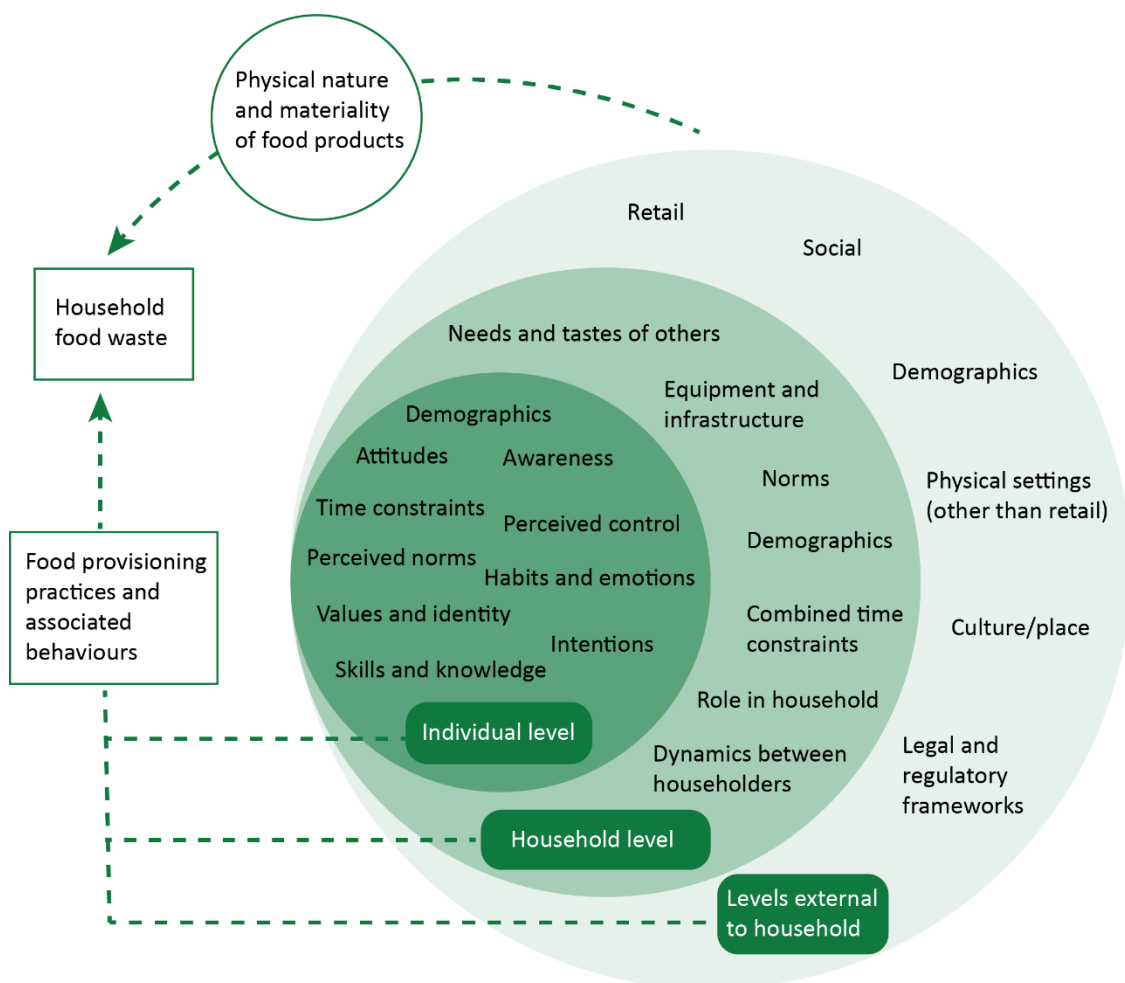 Physical nature
and materiality
of food products
Retail
Social
Household
food waste
Needs and tastes of others
Demographics
Equipment and
infrastructure
Demographics
Attitudes
Awareness
Norms
Physical settings
(other than retail)
Time constraints
Perceived control
Demographics
Food provisioning
practices and
associated
behaviours
Perceived norms
Habits and emotions
Values and identity
Combined time
constraints
Culture/place
Intentions
Skills and knowledge
Role in household
Individual level
Dynamics between
householders
Legal and
regulatory
frameworks
Household level
Levels external
to household